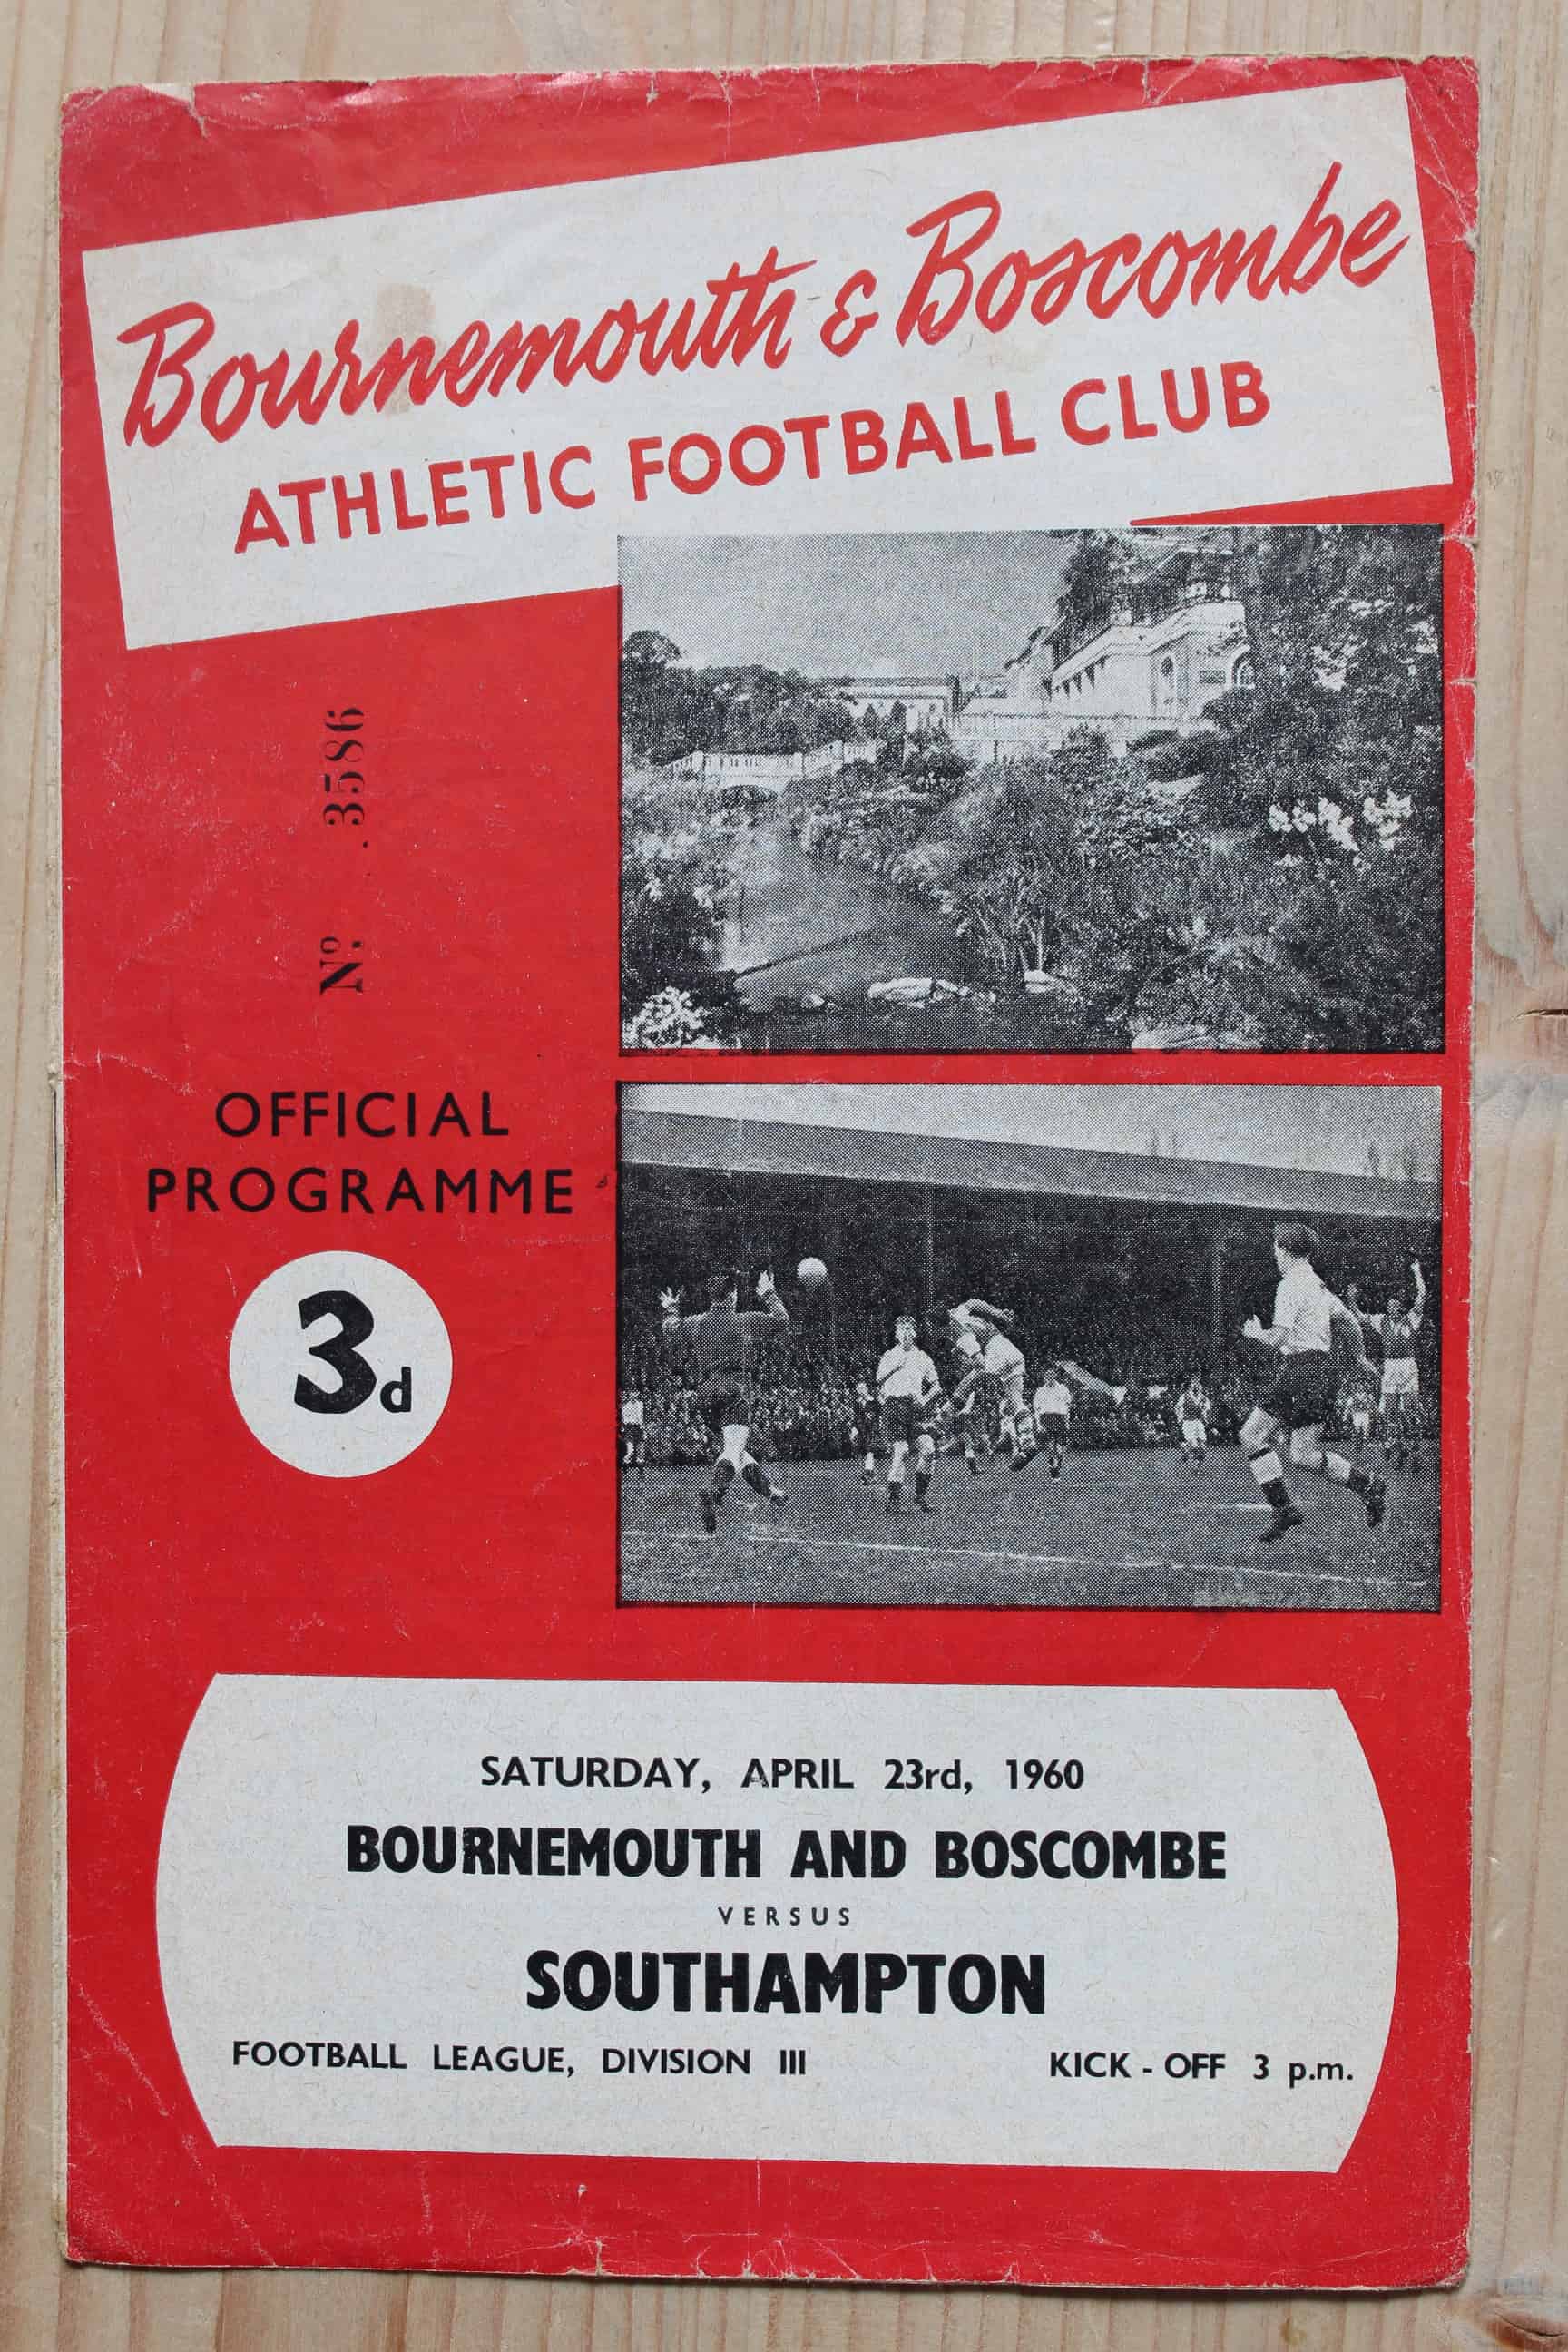 Bournemouth & Boscombe
ATHLETIC FOOTBALL CLUB
Nº. 3586
OFFICIAL
PROGRAMME
3d
SATURDAY, APRIL 23rd, 1960
BOURNEMOUTH AND BOSCOMBE
VERSUS
SOUTHAMPTON
FOOTBALL LEAGUE, DIVISION III KICK - OFF 3 p.m.